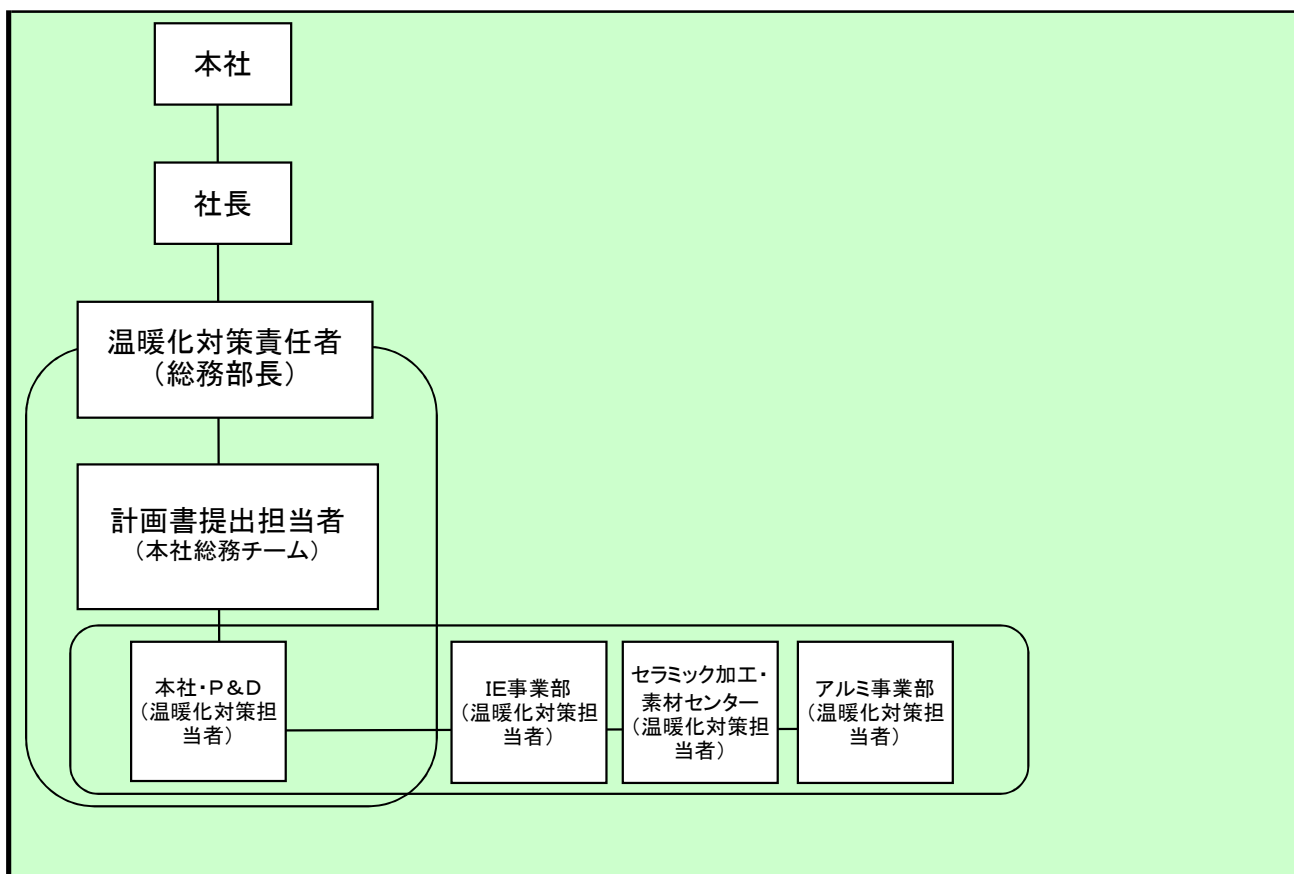 本社
社長
温暖化対策責任者
（総務部長）
計画書提出担当者
（本社総務チーム）
本社・Ｐ＆Ｄ
（温暖化対策担
当者）
IE事業部
（温暖化対策担
当者）
セラミック加工・
素材センター
（温暖化対策担
当者）
アルミ事業部
（温暖化対策担
当者）